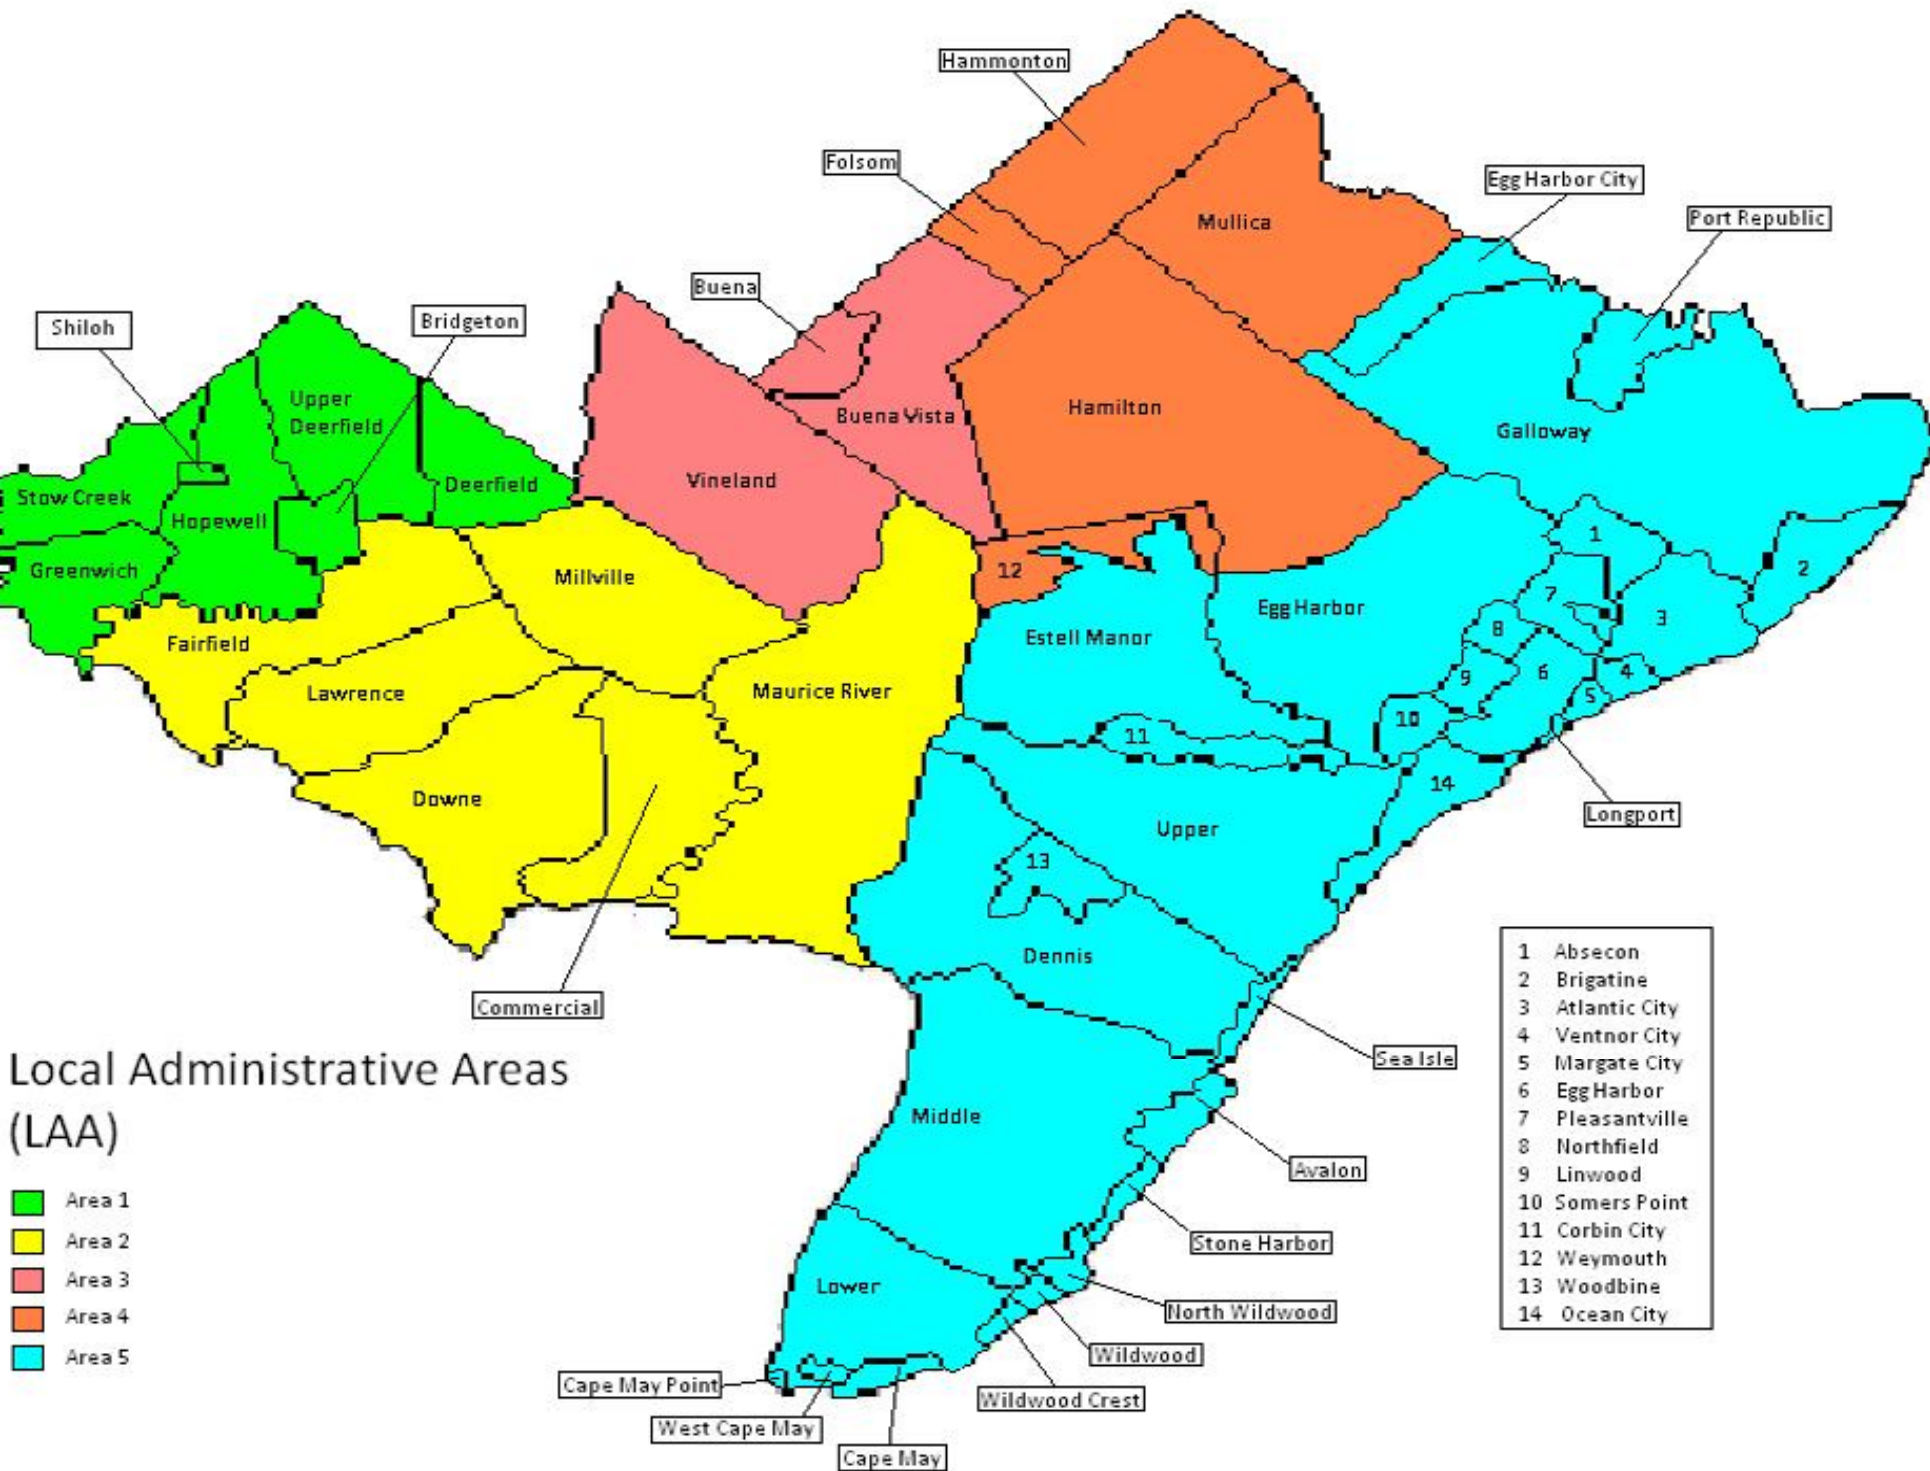 Hammonton
Folsom
Egg Harbor City
Port Republic
Mullica
Buena
Shiloh
Bridgeton
Upper
Deerfield
Buena Vista
Hamilton
Galloway
Stow Creek
Deerfield
Vineland
Hopewell
Greenwich
Millville
12
1
2
Fairfield
Estell Manor
Egg Harbor
7
3
8
Lawrence
Maurice River
9
6
4
5
10
11
Downe
14
Longport
Upper
13
Dennis
Commercial
Sea Isle
Middle
Avalon
Stone Harbor
Lower
North Wildwood
Wildwood
Wildwood Crest
Cape May Point
West Cape May
Cape May
Local Administrative Areas
(LAA)
Area 1
Area 2
Area 3
Area 4
Area 5
1 Absecon
2 Brigatine
3 Atlantic City
4 Ventnor City
5 Margate City
6 Egg Harbor
7 Pleasantville
8 Northfield
9 Linwood
10 Somers Point
11 Corbin City
12 Weymouth
13 Woodbine
14 Ocean City